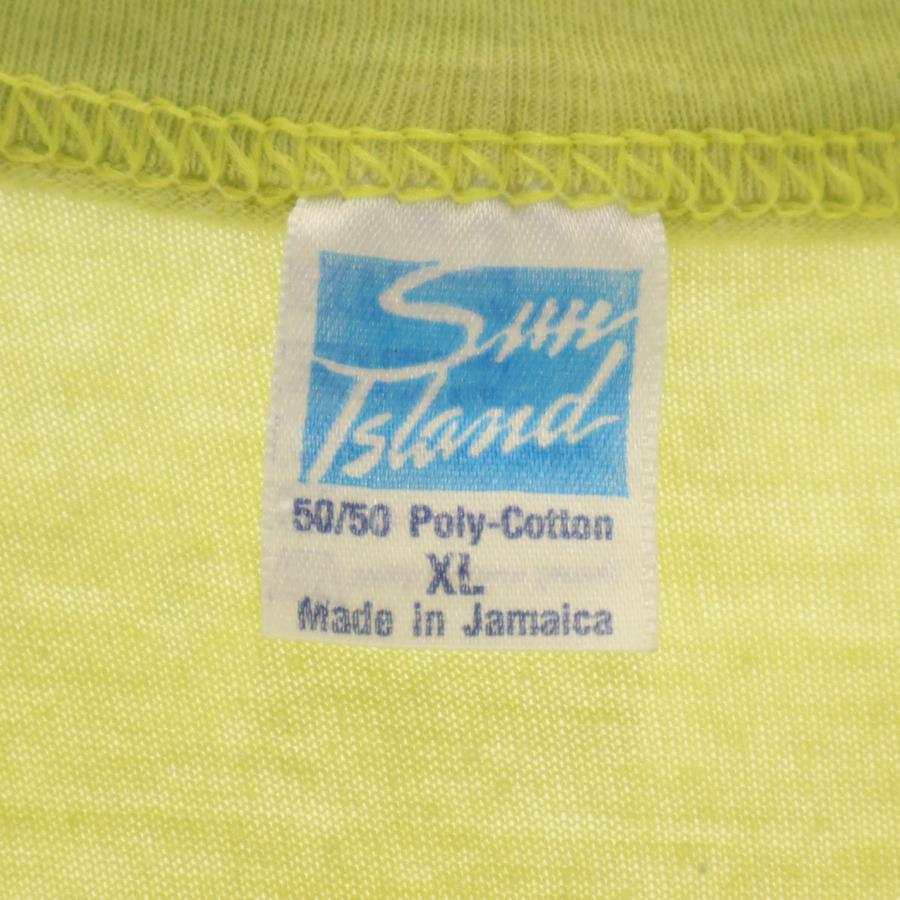 Sun
Island
50/50 Poly-Cotton
XL
Made in Jamaica